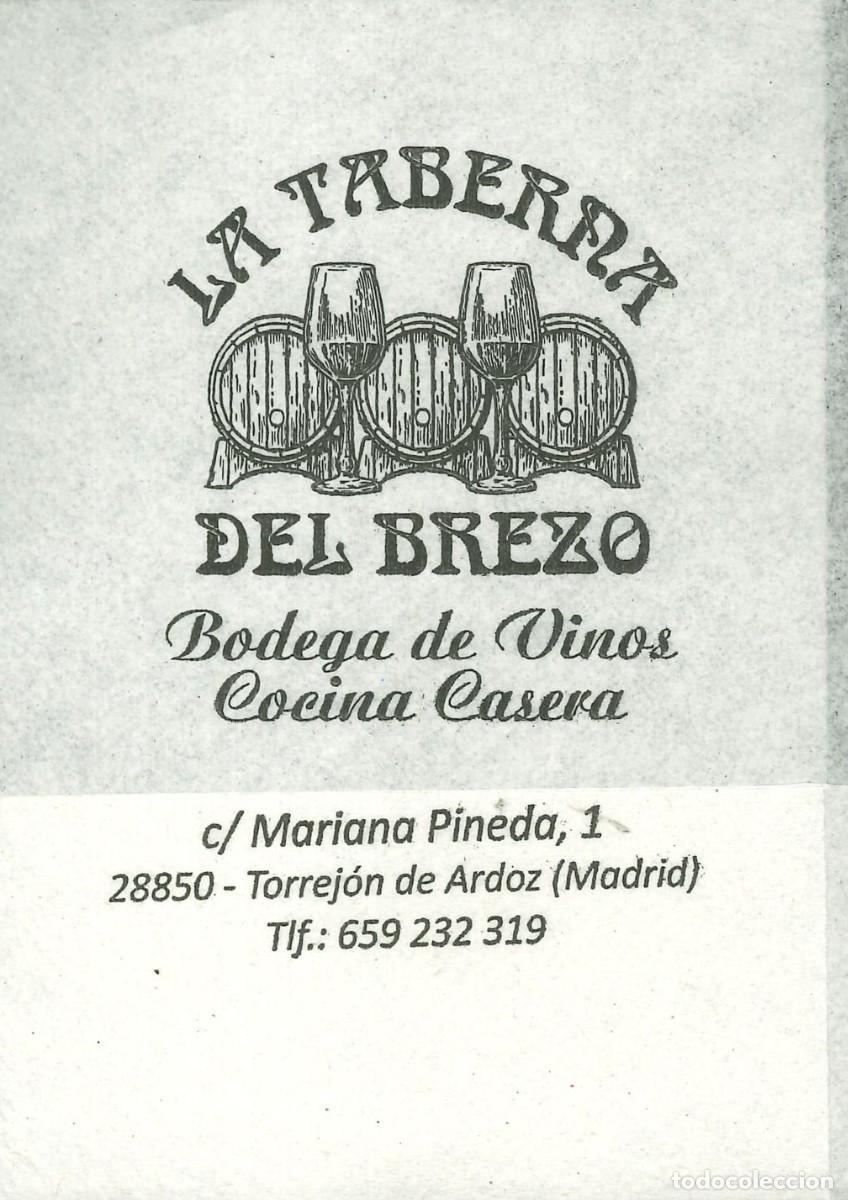 LA TABERNA
DEL BREZO
Bodega de Vinos
Cocina Casera
c/ Mariana Pineda, 1
28850 - Torrejón de Ardoz (Madrid)
Tlf.: 659 232 319
todocoleccion